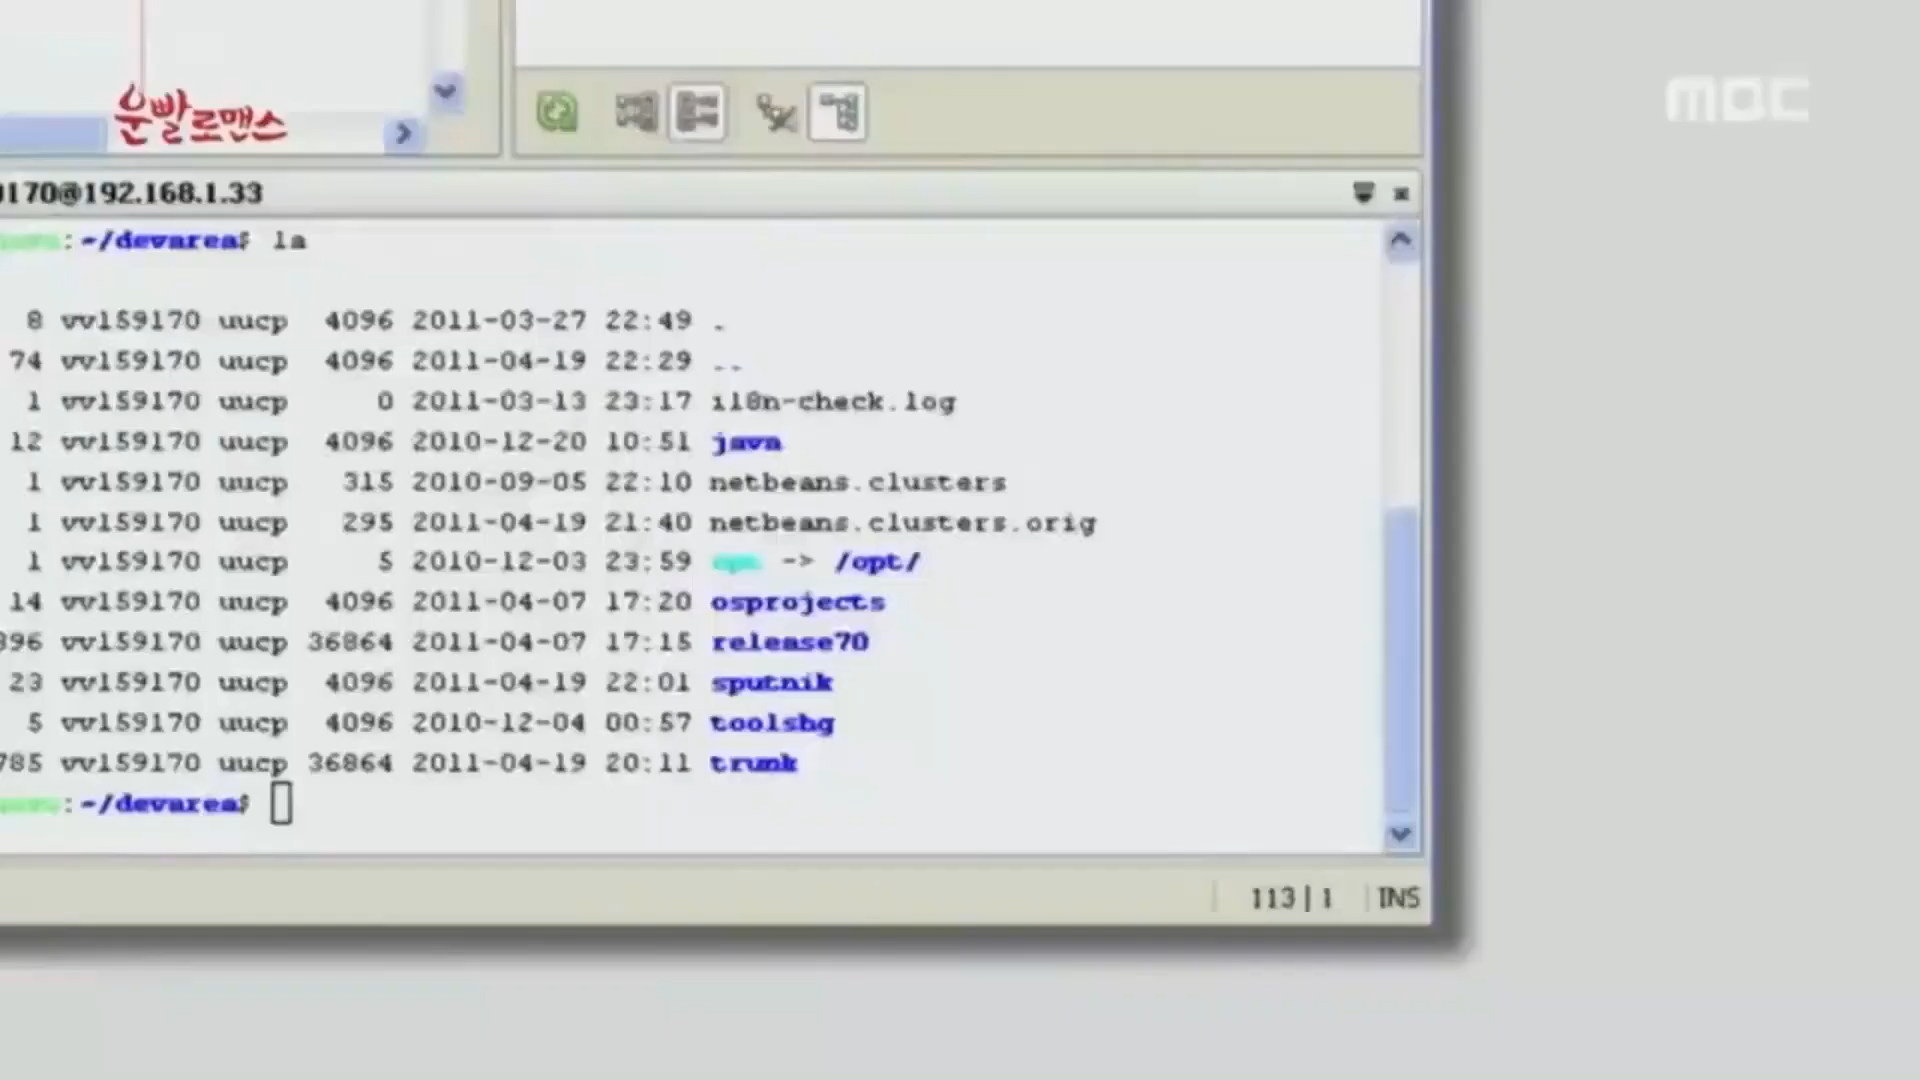 운빨로맨스
MBC
170@192.168.1.33
:~/devarea$ la
8 vv159170 uucp 4096 2011-03-27 22:49 .
74 vv159170 uucp 4096 2011-04-19 22:29 ..
1 vv159170 uucp 0 2011-03-13 23:17 i18n-check.log
12 vv159170 uucp 4096 2010-12-20 10:51 java
1 vv159170 uucp 315 2010-09-05 22:10 netbeans.clusters
1 vv159170 uucp 295 2011-04-19 21:40 netbeans.clusters.orig
1 vv159170 uucp 5 2010-12-03 23:59 opt -> /opt/
14 vv159170 uucp 4096 2011-04-07 17:20 osprojects
896 vv159170 uucp 36864 2011-04-07 17:15 release70
23 vv159170 uucp 4096 2011-04-19 22:01 sputnik
5 vv159170 uucp 4096 2010-12-04 00:57 toolshg
785 vv159170 uucp 36864 2011-04-19 20:11 trunk
:~/devarea$
113|1 INS